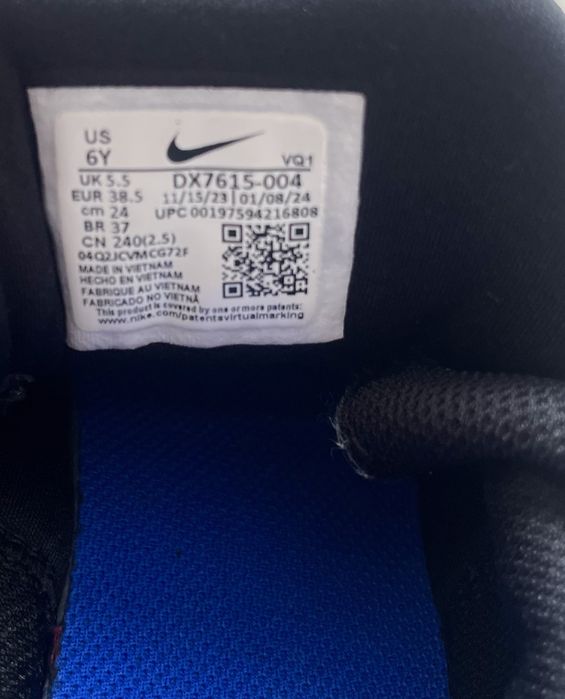 US
6Y
VQ1
UK 5.5 DX7615-004
EUR 38.5 11/15/23 | 01/08/24
cm 24 UPC 00197594216808
BR 37
CN 240(2.5)
04Q2JCVMCG72F
MADE IN VIETNAM
HECHO EN VIETNAM
FABRIQUE AU VIETNAM
FABRICADO NO VIETNÃ
This product is covered by one or more patents:
www.nike.com/patentsvirtualmarking